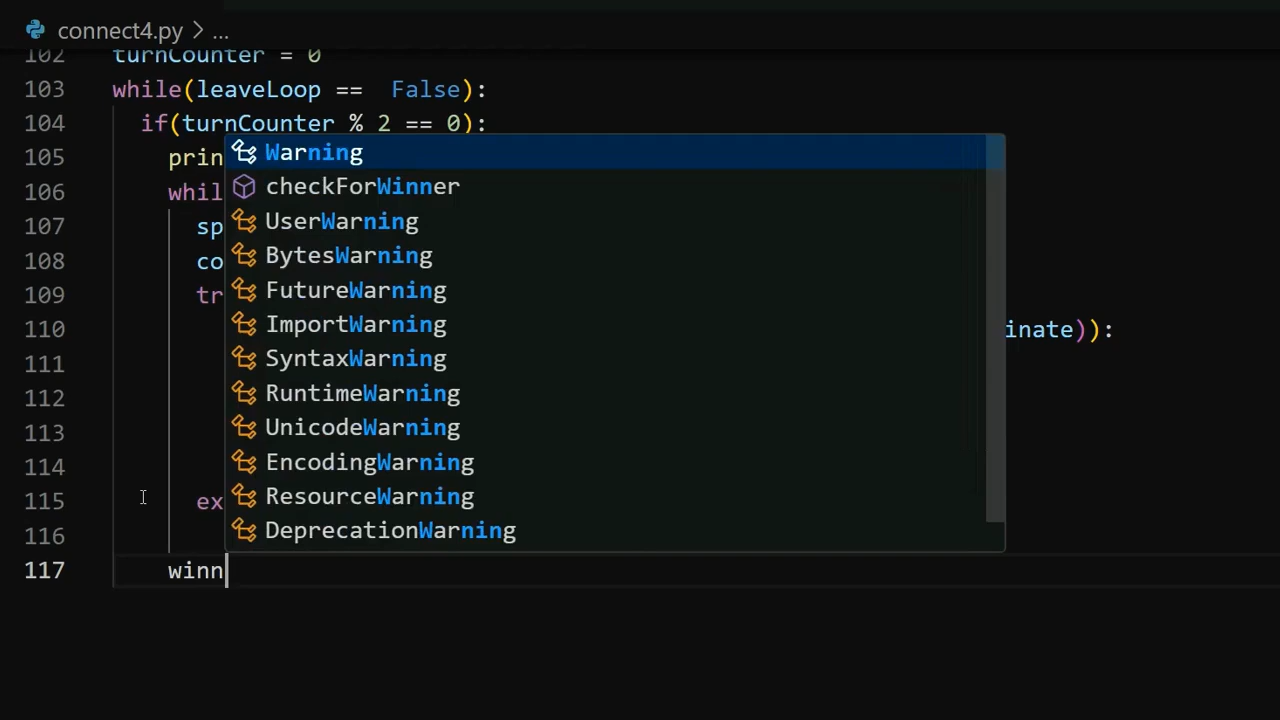 connect4.py > ...
102 turnCounter = 0
103 while(leaveLoop == False):
104 if(turnCounter % 2 == 0):
105 prin
106 whil
107 sp
108 co
109 tr
110 inate)):
111
112
113
114
115 ex
116
117 winn
Warning
checkForWinner
UserWarning
BytesWarning
FutureWarning
ImportWarning
SyntaxWarning
RuntimeWarning
UnicodeWarning
EncodingWarning
ResourceWarning
DeprecationWarning